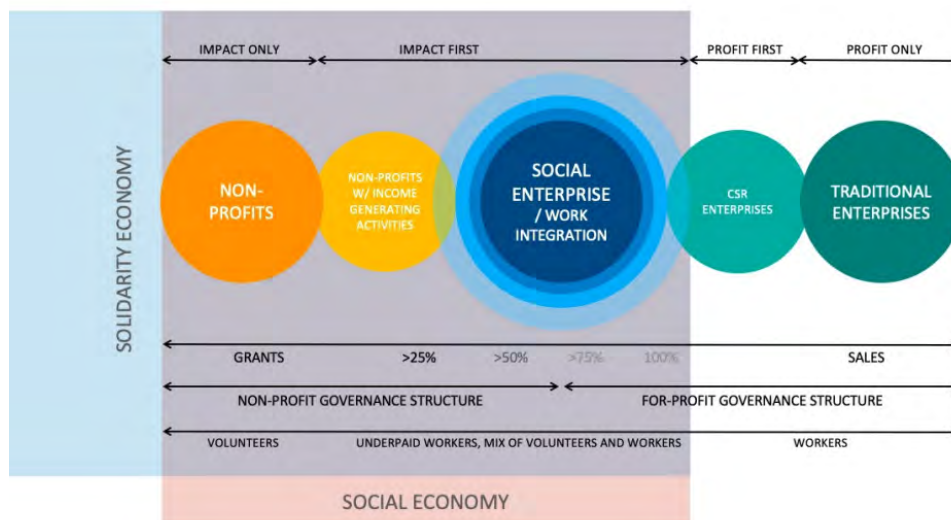 IMPACT ONLY
IMPACT FIRST
PROFIT FIRST
PROFIT ONLY
SOLIDARITY ECONOMY
NON-
PROFITS
NON-PROFITS
W/ INCOME
GENERATING
ACTIVITIES
SOCIAL
ENTERPRISE
/ WORK
INTEGRATION
CSR
ENTERPRISES
TRADITIONAL
ENTERPRISES
GRANTS
>25%
>50%
>75%
100%
SALES
NON-PROFIT GOVERNANCE STRUCTURE
FOR-PROFIT GOVERNANCE STRUCTURE
VOLUNTEERS
UNDERPAID WORKERS, MIX OF VOLUNTEERS AND WORKERS
WORKERS
SOCIAL ECONOMY